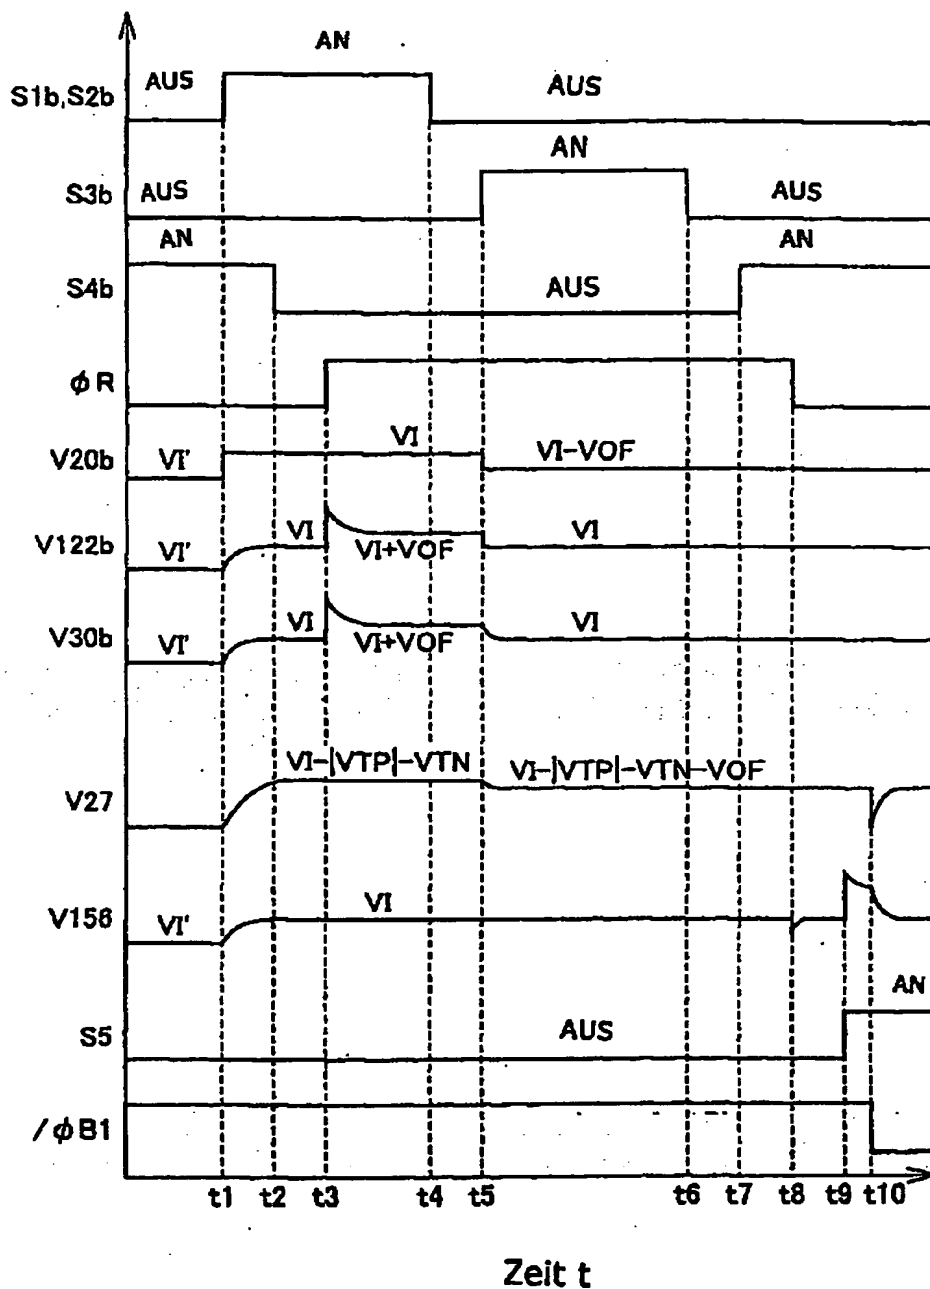 AN
S1b,S2b AUS AUS
AN
S3b AUS AUS
AN AN
S4b AUS
φR
V20b VI' VI VI-VOF
V122b VI' VI VI+VOF VI
V30b VI' VI VI+VOF VI
VI-|VTP|-VTN VI-|VTP|-VTN-VOF
V27
V156 VI' VI
AN
S5 AUS
/φB1
t1 t2 t3 t4 t5 t6 t7 t8 t9 t10
Zeit t